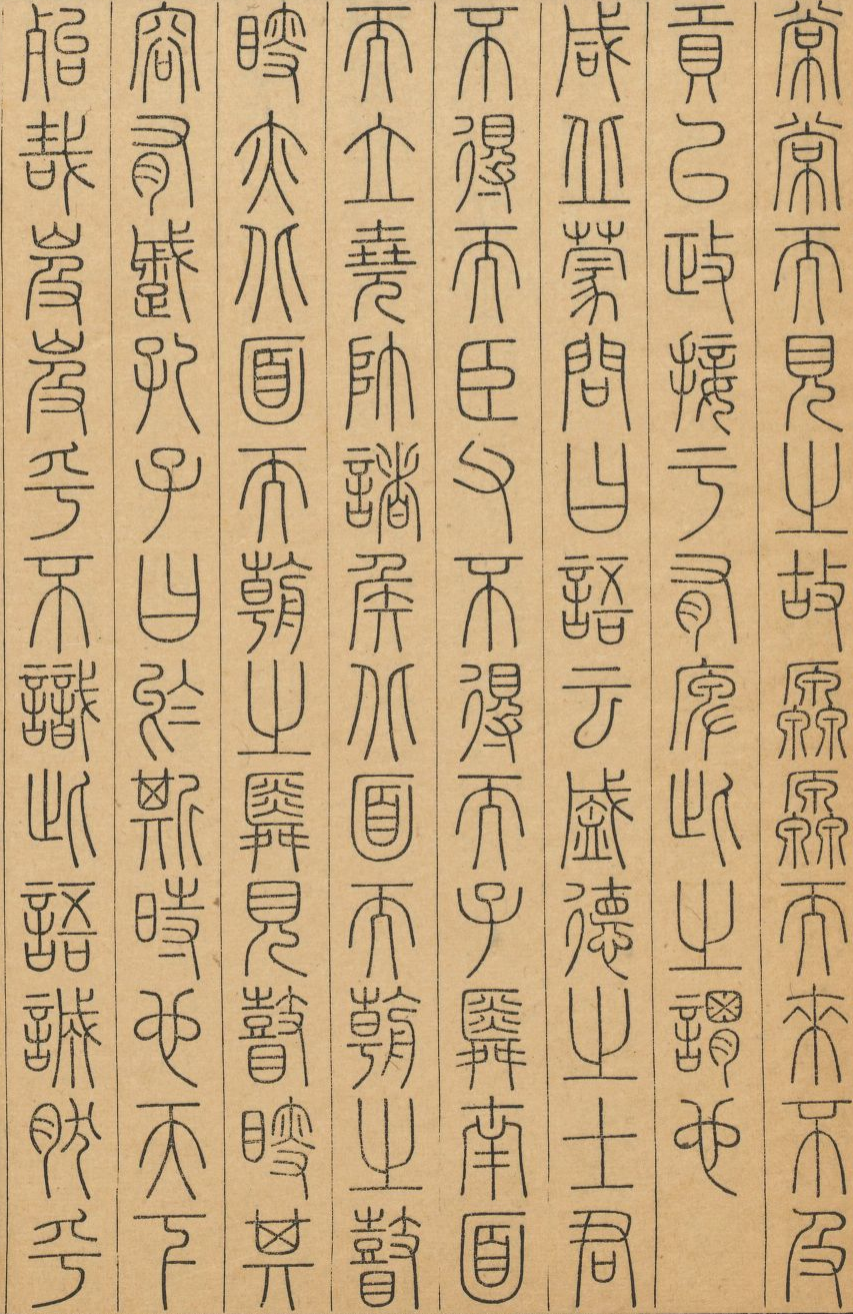 常常而見之故源源而來不及
貢以政接于有庳此之謂也
咸丘蒙問曰語云盛德之士君
不得而臣父不得而子舜南面
而立堯帥諸侯北面而朝之瞽
瞍亦北面而朝之舜見瞽瞍其
容有蹙孔子曰於斯時也天下
殆哉岌岌乎不識此語誠然乎